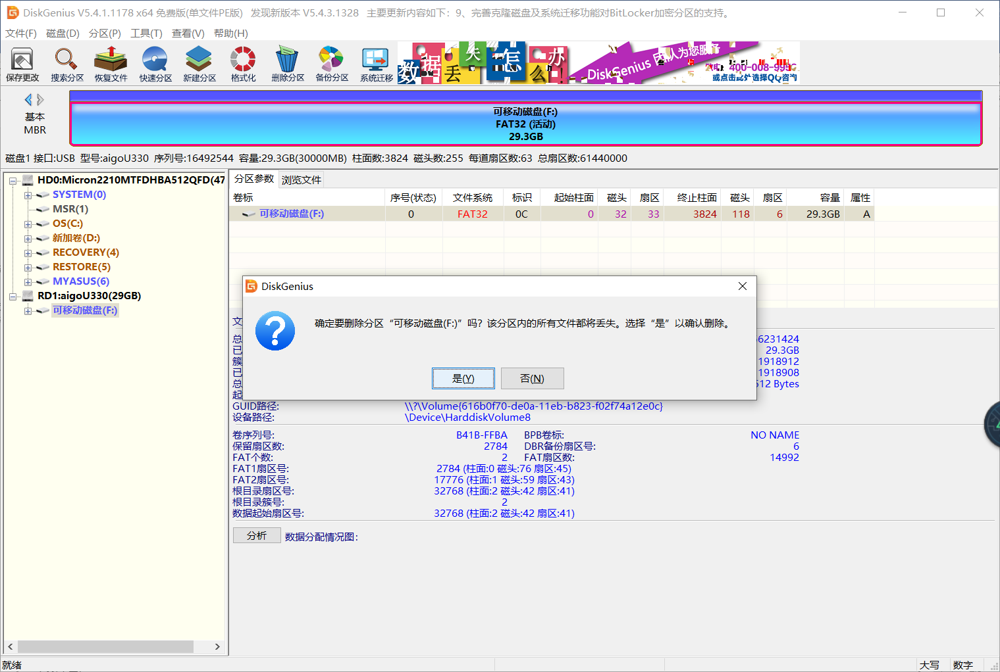 DiskGenius V5.4.1.1178 x64 免费版(单文件PE版)   发现新版本 V5.4.3.1328   主要更新内容如下：9、完善克隆磁盘及系统迁移功能对BitLocker加密分区的支持。
文件(F) 磁盘(D) 分区(P) 工具(T) 查看(V) 帮助(H)
数据丢失怎么办!
DiskGenius 团队人为您服务
400-008-9958
或点击此处选择QQ咨询
保存更改 搜索分区 恢复文件 快速分区 新建分区 格式化 删除分区 备份分区 系统迁移
基本
MBR
可移动磁盘(F:)
FAT32 (活动)
29.3GB
磁盘1 接口:USB 型号:aigoU330 序列号:16492544 容量:29.3GB(30000MB) 柱面数:3824 磁头数:255 每道扇区数:63 总扇区数:61440000
HD0:Micron2210MTFDHBA512QFD(47
SYSTEM(0)
MSR(1)
OS(C:)
新加卷(D:)
RECOVERY(4)
RESTORE(5)
MYASUS(6)
RD1:aigoU330(29GB)
可移动磁盘(F:)
分区参数 浏览文件
卷标 序号(状态) 文件系统 标识 起始柱面 磁头 扇区 终止柱面 磁头 扇区 容量 属性
可移动磁盘(F:) 0 FAT32 0C 0 32 33 3824 118 6 29.3GB A
DiskGenius
确定要删除分区“可移动磁盘(F:)”吗？该分区内的所有文件都将丢失。选择“是”以确认删除。
是(Y) 否(N)
文
总 6231424
已 29.3GB
簇 1918912
已 1918908
总 512 Bytes
起
GUID路径: \\?\Volume{616b0f70-de0a-11eb-b823-f02f74a12e0c}
设备路径: \Device\HarddiskVolume8
卷序列号: B41B-FFBA BPB卷标: NO NAME
保留扇区数: 2784 DBR备份扇区号: 6
FAT个数: 2 FAT扇区数: 14992
FAT1扇区号: 2784 (柱面:0 磁头:76 扇区:45)
FAT2扇区号: 17776 (柱面:1 磁头:59 扇区:43)
根目录扇区号: 32768 (柱面:2 磁头:42 扇区:41)
根目录簇号: 2
数据起始扇区号: 32768 (柱面:2 磁头:42 扇区:41)
分析 数据分配情况图:
就绪 大写 数字